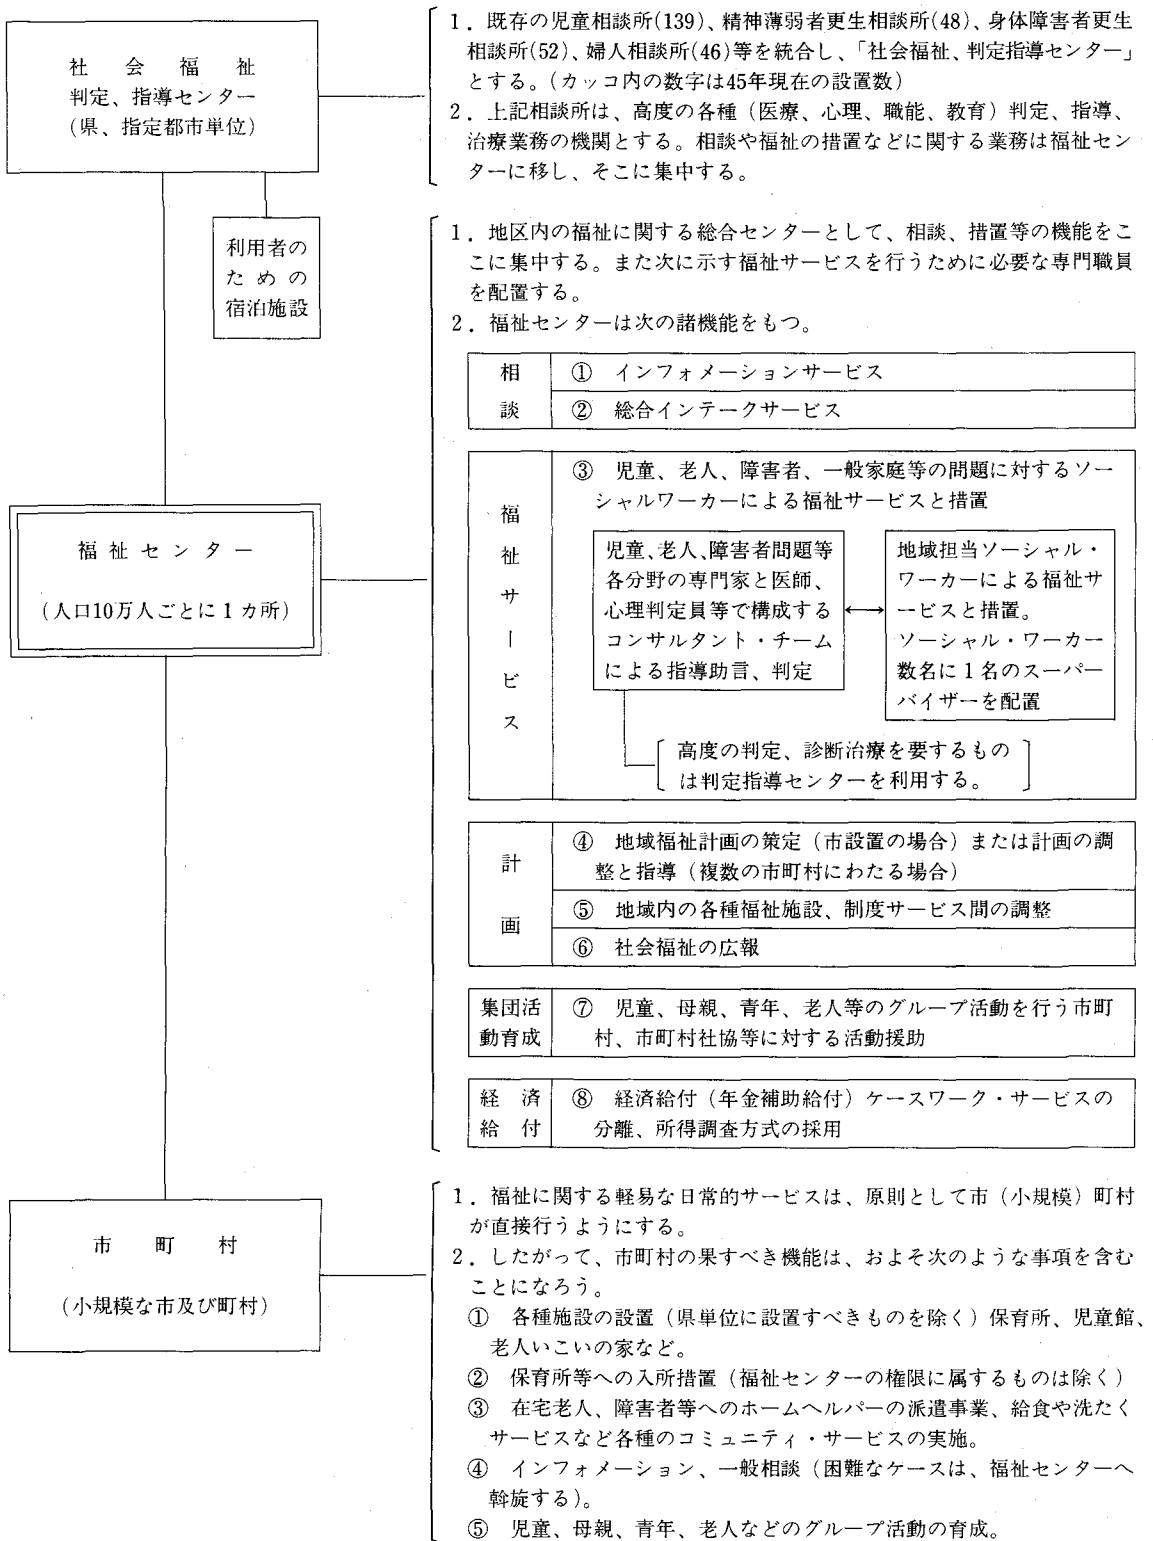 社会福祉
判定、指導センター
(県、指定都市単位)
1．既存の児童相談所(139)、精神薄弱者更生相談所(48)、身体障害者更生
相談所(52)、婦人相談所(46)等を統合し、「社会福祉、判定指導センター」
とする。(カッコ内の数字は45年現在の設置数)
2．上記相談所は、高度の各種（医療、心理、職能、教育）判定、指導、
治療業務の機関とする。相談や福祉の措置などに関する業務は福祉セン
ターに移し、そこに集中する。
利用者の
ための
宿泊施設
福祉センター
(人口10万人ごとに1カ所)
1．地区内の福祉に関する総合センターとして、相談、措置等の機能をこ
こに集中する。また次に示す福祉サービスを行うために必要な専門職員
を配置する。
2．福祉センターは次の諸機能をもつ。
相談
①　インフォメーションサービス
②　総合インテークサービス
福祉サービス
③　児童、老人、障害者、一般家庭等の問題に対するソー
シャルワーカーによる福祉サービスと措置
児童、老人、障害者問題等
各分野の専門家と医師、
心理判定員等で構成する
コンサルタント・チーム
による指導助言、判定
地域担当ソーシャル・
ワーカーによる福祉サ
ービスと措置。
ソーシャル・ワーカー
数名に1名のスーパー
バイザーを配置
高度の判定、診断治療を要するもの
は判定指導センターを利用する。
計画
④　地域福祉計画の策定（市設置の場合）または計画の調
整と指導（複数の市町村にわたる場合）
⑤　地域内の各種福祉施設、制度サービス間の調整
⑥　社会福祉の広報
集団活
動育成
⑦　児童、母親、青年、老人等のグループ活動を行う市町
村、市町村社協等に対する活動援助
経済
給付
⑧　経済給付（年金補助給付）ケースワーク・サービスの
分離、所得調査方式の採用
市町村
(小規模な市及び町村)
1．福祉に関する軽易な日常的サービスは、原則として市（小規模）町村
が直接行うようにする。
2．したがって、市町村の果すべき機能は、およそ次のような事項を含む
ことになろう。
①　各種施設の設置（県単位に設置すべきものを除く）保育所、児童館、
老人いこいの家など。
②　保育所等への入所措置（福祉センターの権限に属するものは除く）
③　在宅老人、障害者等へのホームヘルパーの派遣事業、給食や洗たく
サービスなど各種のコミュニティ・サービスの実施。
④　インフォメーション、一般相談（困難なケースは、福祉センターへ
斡旋する）。
⑤　児童、母親、青年、老人などのグループ活動の育成。